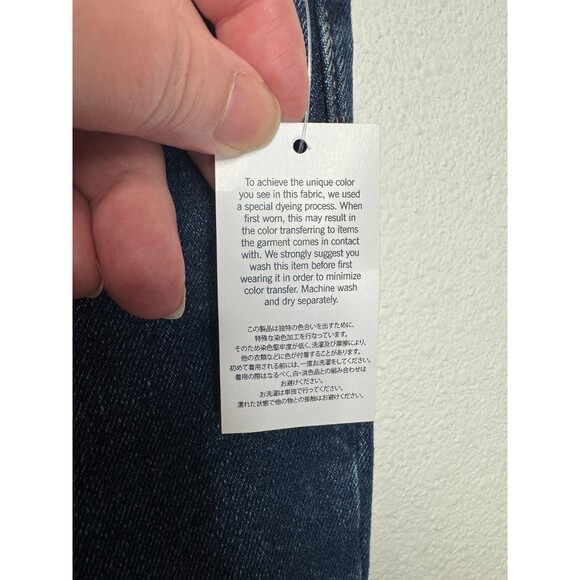 To achieve the unique color
you see in this fabric, we used
a special dyeing process. When
first worn, this may result in
the color transferring to items
the garment comes in contact
with. We strongly suggest you
wash this item before first
wearing it in order to minimize
color transfer. Machine wash
and dry separately.
この製品は独特の色合いを出すために、
特殊な染色加工を行なっています。
そのため染色堅牢度が低く、洗濯及び摩擦により、
他の衣類などに色が付着することがあります。
初めて着用される前には、一度お洗濯をしてください。
着用の際はなるべく、白・淡色品との組み合わせは
お避けください。
お洗濯は単独で行ってください。
濡れた状態で他の物との接触はお避けください。